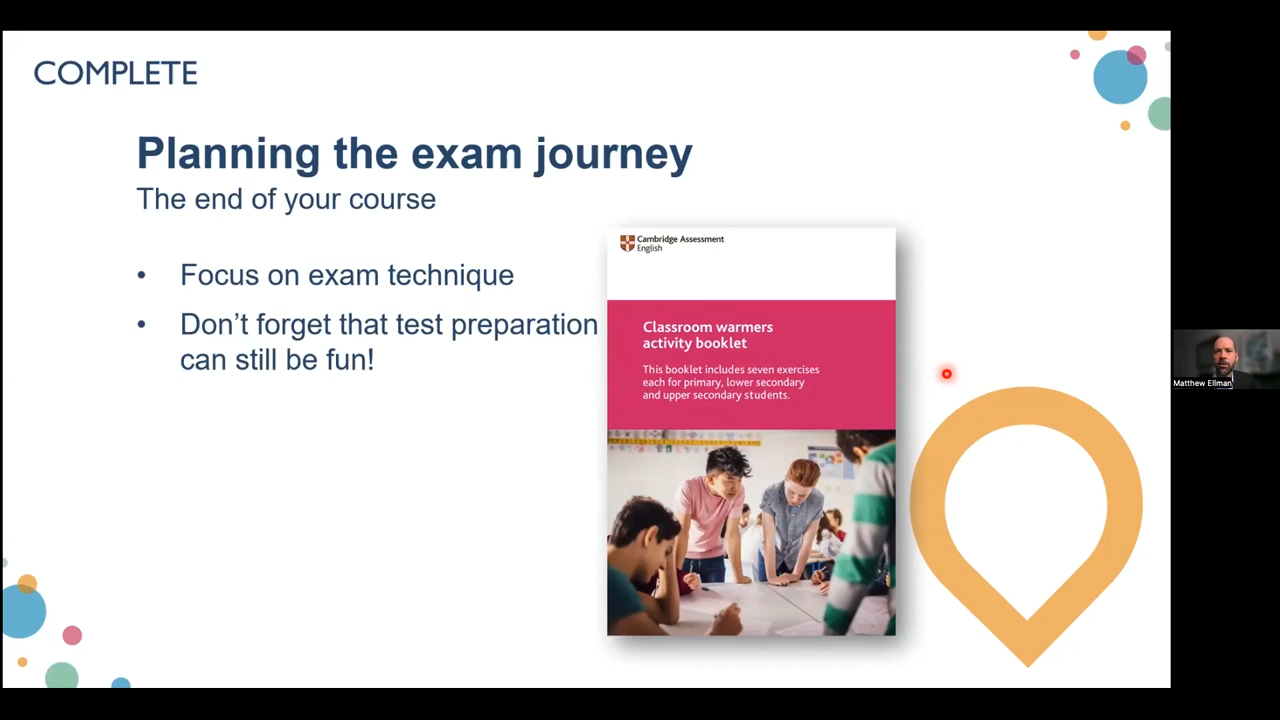 COMPLETE
Planning the exam journey
The end of your course
• Focus on exam technique
• Don’t forget that test preparation
can still be fun!
Cambridge Assessment
English
Classroom warmers
activity booklet
This booklet includes seven exercises
each for primary, lower secondary
and upper secondary students.
Matthew Ellman